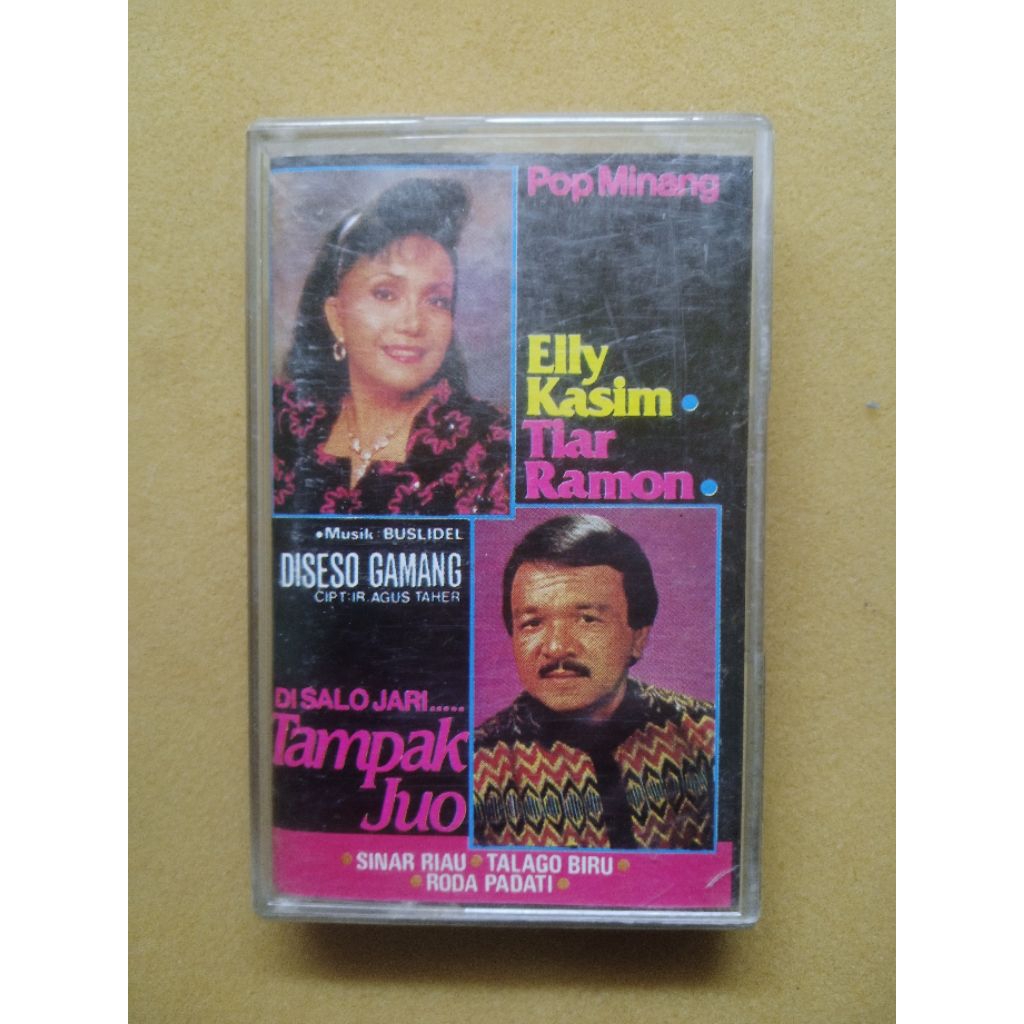 Pop Minang
Elly
Kasim •
Tiar
Ramon •
•Musik : BUSLIDEL
DISESO GAMANG
CIPT:IR.AGUS TAHER
DI SALO JARI.....
Tampak
Juo
• SINAR RIAU • TALAGO BIRU •
• RODA PADATI •